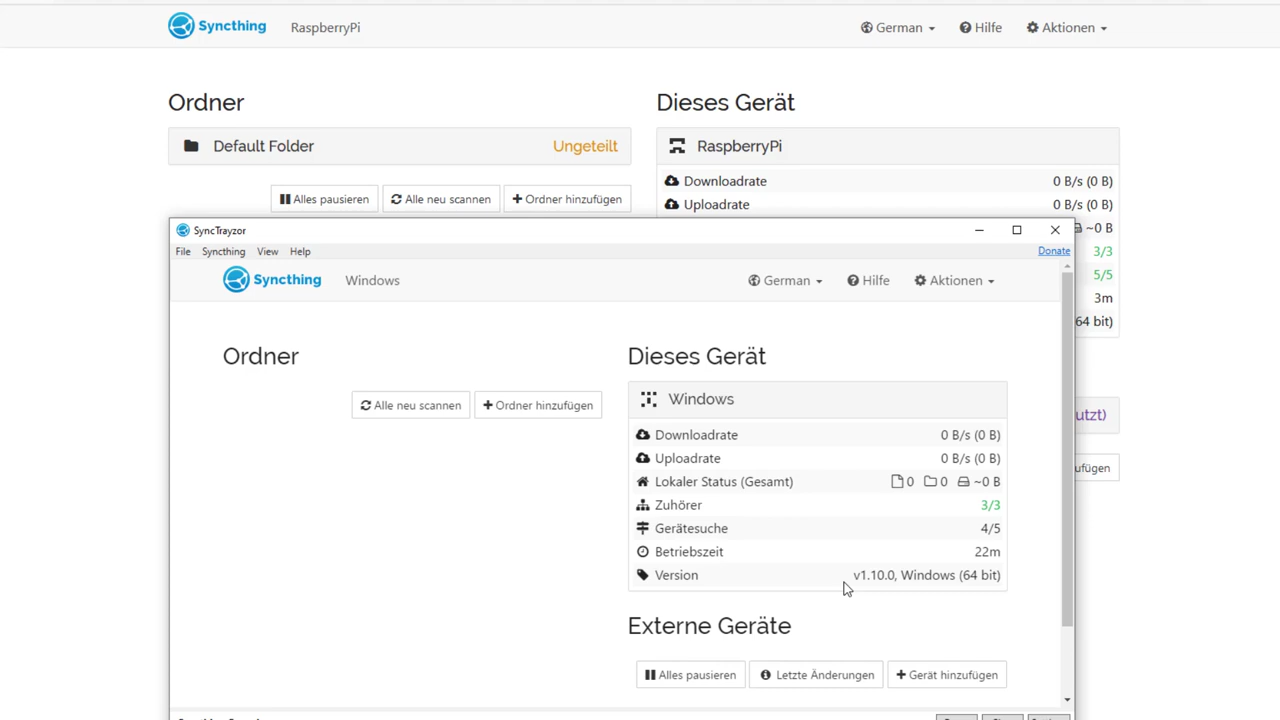 Syncthing RaspberryPi German Hilfe Aktionen
Ordner
Default Folder Ungeteilt
Alles pausieren Alle neu scannen Ordner hinzufügen
Dieses Gerät
RaspberryPi
Downloadrate 0 B/s (0 B)
Uploadrate 0 B/s (0 B)
~0 B
3/3
5/5
3m
64 bit)
utzt)
ufügen
SyncTrayzor
File Syncthing View Help Donate
Syncthing Windows German Hilfe Aktionen
Ordner
Alle neu scannen Ordner hinzufügen
Dieses Gerät
Windows
Downloadrate 0 B/s (0 B)
Uploadrate 0 B/s (0 B)
Lokaler Status (Gesamt) 0 0 ~0 B
Zuhörer 3/3
Gerätesuche 4/5
Betriebszeit 22m
Version v1.10.0, Windows (64 bit)
Externe Geräte
Alles pausieren Letzte Änderungen Gerät hinzufügen